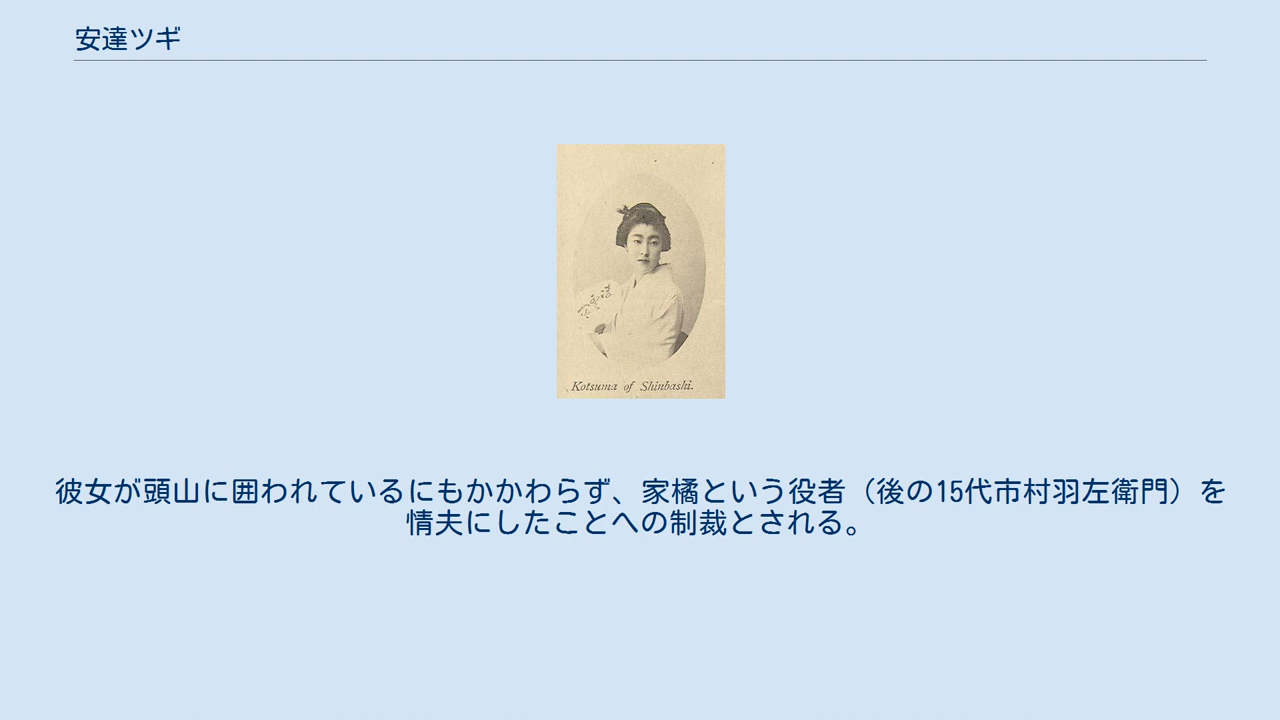 安達ツギ
Kotsuma of Shinbashi.
彼女が頭山に囲われているにもかかわらず、家橘という役者（後の15代市村羽左衛門）を
情夫にしたことへの制裁とされる。